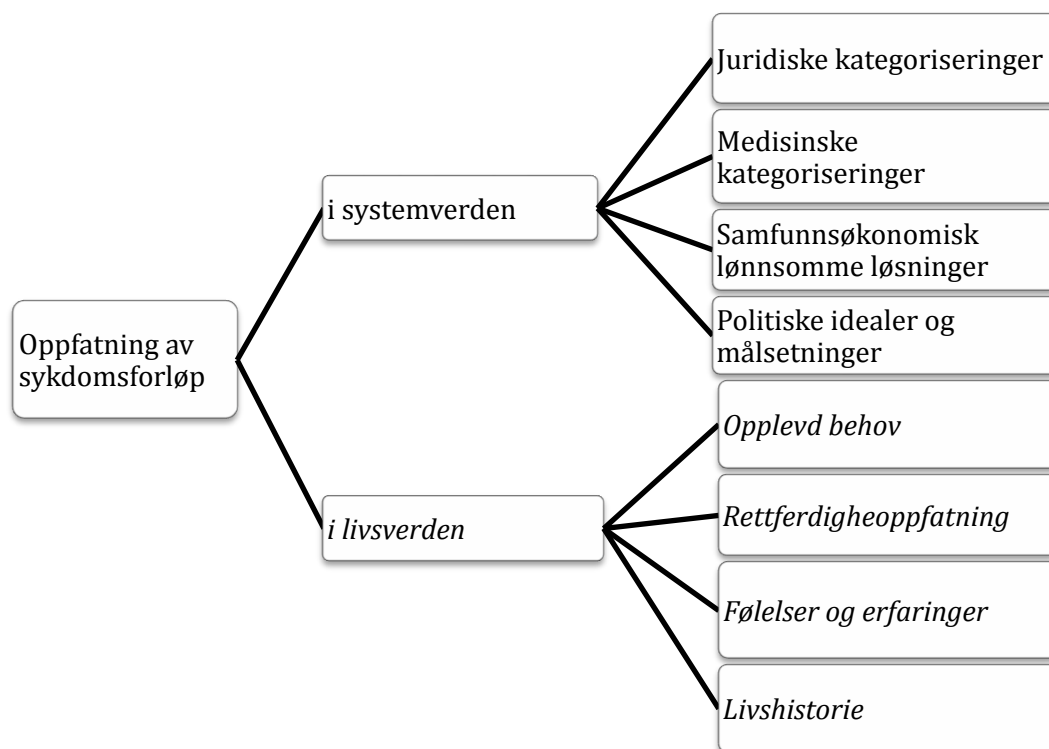 Oppfatning av
sykdomsforløp
i systemverden
Juridiske kategoriseringer
Medisinske
kategoriseringer
Samfunnsøkonomisk
lønnsomme løsninger
Politiske idealer og
målsetninger
i livsverden
Opplevd behov
Rettferdigheoppfatning
Følelser og erfaringer
Livshistorie